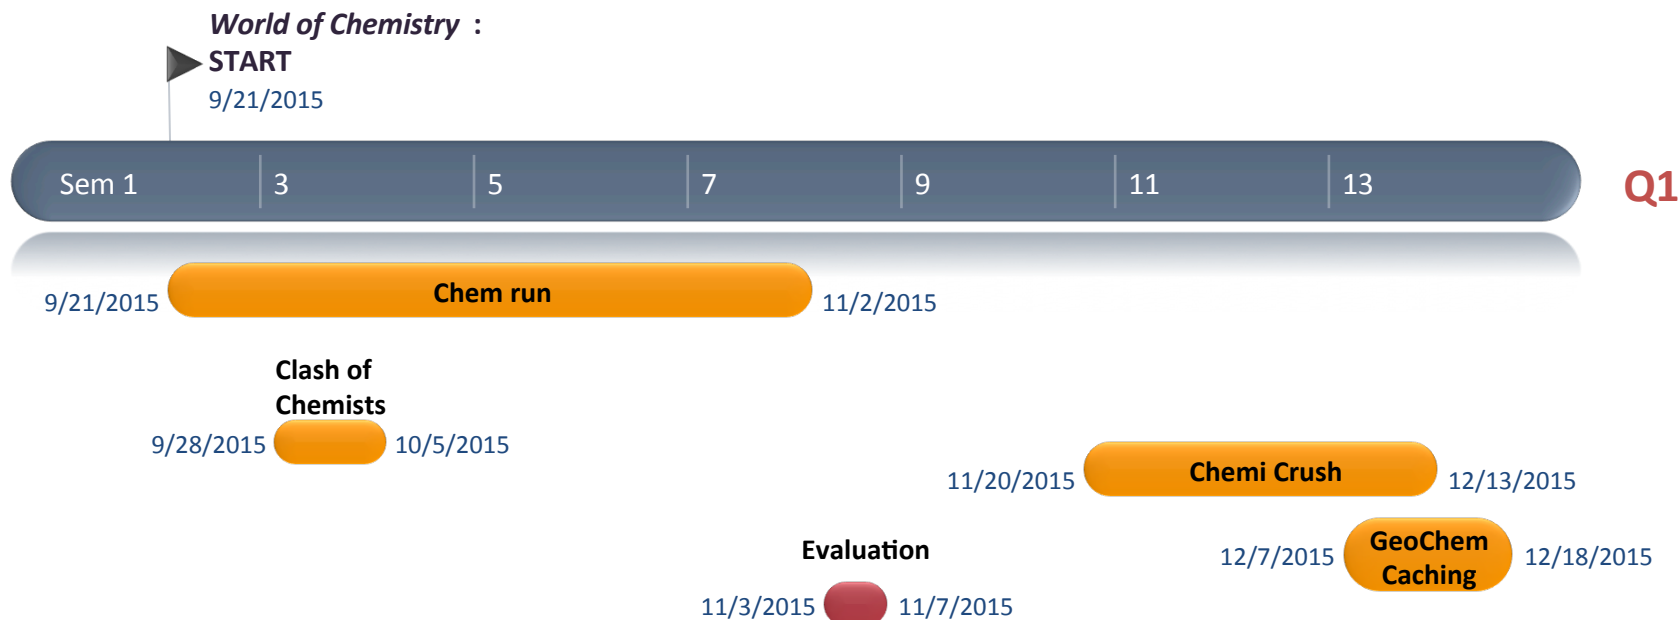 World of Chemistry :
START
9/21/2015
Sem 1 3 5 7 9 11 13
Q1
9/21/2015 Chem run 11/2/2015
Clash of
Chemists
9/28/2015 10/5/2015
11/20/2015 Chemi Crush 12/13/2015
GeoChem
Caching
12/7/2015 12/18/2015
Evaluation
11/3/2015 11/7/2015